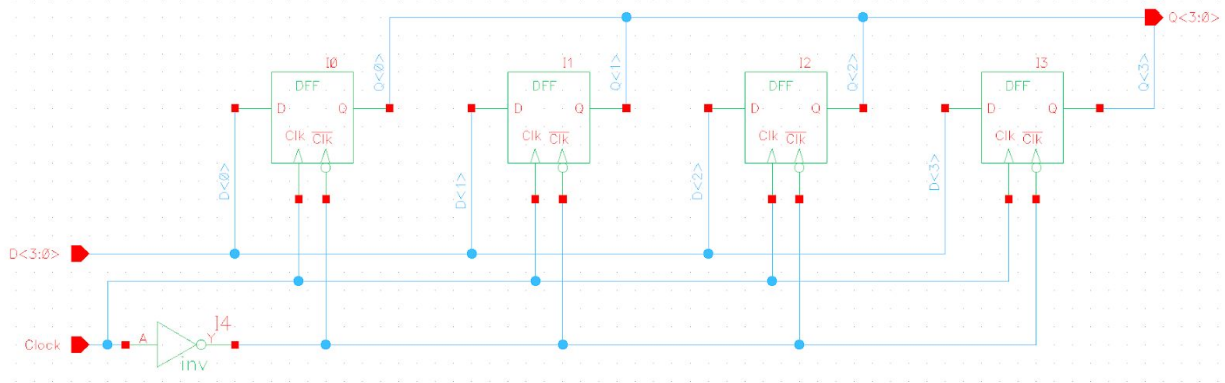 Q<3:0>
I0
I1
I2
I3
DFF
DFF
DFF
DFF
Q<0>
Q<1>
Q<2>
Q<3>
D Q
D Q
D Q
D Q
Clk Clk
Clk Clk
Clk Clk
Clk Clk
D<0>
D<1>
D<2>
D<3>
D<3:0>
Clock
A
Y
I4
inv